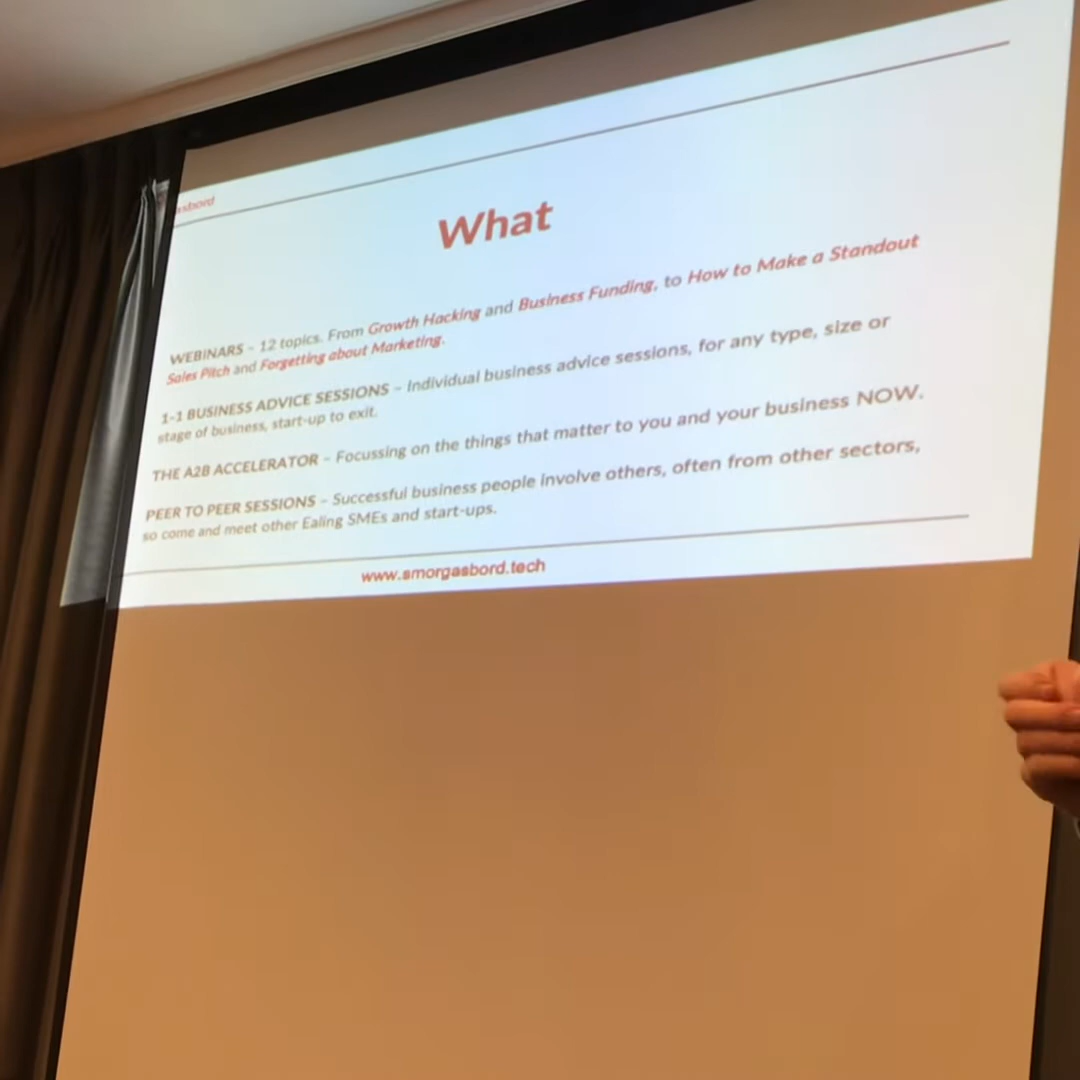 What
WEBINARS – 12 topics. From Growth Hacking and Business Funding, to How to Make a Standout
Sales Pitch and Forgetting about Marketing.
1-1 BUSINESS ADVICE SESSIONS – Individual business advice sessions, for any type, size or
stage of business, start-up to exit.
THE A2B ACCELERATOR – Focussing on the things that matter to you and your business NOW.
PEER TO PEER SESSIONS – Successful business people involve others, often from other sectors,
so come and meet other Ealing SMEs and start-ups.
www.smorgasbord.tech